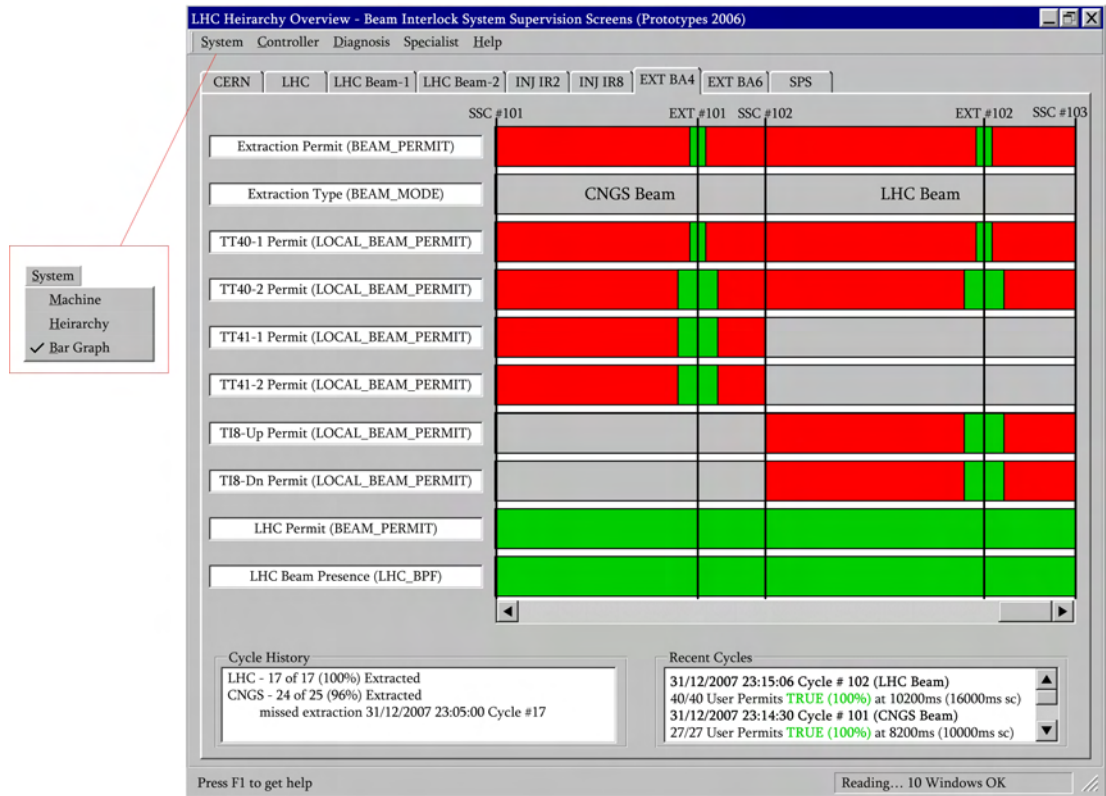 LHC Heirarchy Overview - Beam Interlock System Supervision Screens (Prototypes 2006)
System Controller Diagnosis Specialist Help
CERN LHC LHC Beam-1 LHC Beam-2 INJ IR2 INJ IR8 EXT BA4 EXT BA6 SPS
SSC #101 EXT #101 SSC #102 EXT #102 SSC #103
Extraction Permit (BEAM_PERMIT)
Extraction Type (BEAM_MODE) CNGS Beam LHC Beam
TT40-1 Permit (LOCAL_BEAM_PERMIT)
TT40-2 Permit (LOCAL_BEAM_PERMIT)
TT41-1 Permit (LOCAL_BEAM_PERMIT)
TT41-2 Permit (LOCAL_BEAM_PERMIT)
TI8-Up Permit (LOCAL_BEAM_PERMIT)
TI8-Dn Permit (LOCAL_BEAM_PERMIT)
LHC Permit (BEAM_PERMIT)
LHC Beam Presence (LHC_BPF)
System
Machine
Heirarchy
Bar Graph
Cycle History
LHC - 17 of 17 (100%) Extracted
CNGS - 24 of 25 (96%) Extracted
missed extraction 31/12/2007 23:05:00 Cycle #17
Recent Cycles
31/12/2007 23:15:06 Cycle # 102 (LHC Beam)
40/40 User Permits TRUE (100%) at 10200ms (16000ms sc)
31/12/2007 23:14:30 Cycle # 101 (CNGS Beam)
27/27 User Permits TRUE (100%) at 8200ms (10000ms sc)
Press F1 to get help
Reading... 10 Windows OK